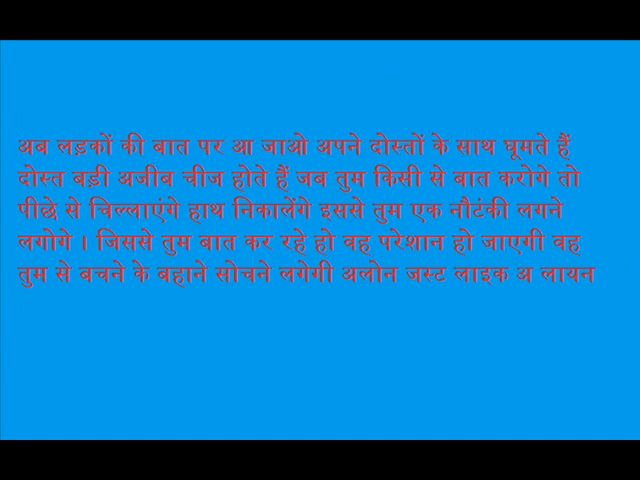 अब लड़कों की बात पर आ जाओ अपने दोस्तों के साथ घूमते हैं
दोस्त बड़ी अजीब चीज होते हैं जब तुम किसी से बात करोगे तो
पीछे से चिल्लाएंगे हाथ निकालेंगे इससे तुम एक नौटंकी लगने
लगोगे । जिससे तुम बात कर रहे हो वह परेशान हो जाएगी वह
तुम से बचने के बहाने सोचने लगेगी अलोन जस्ट लाइक अ लायन